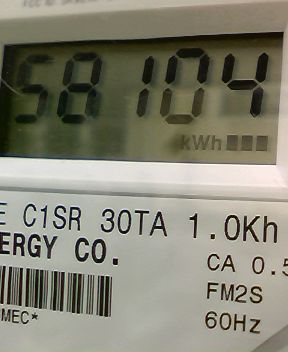 58104
kWh
E C1SR 30TA 1.0Kh
ERGY CO.
CA 0.5
FM2S
MEC*
60Hz